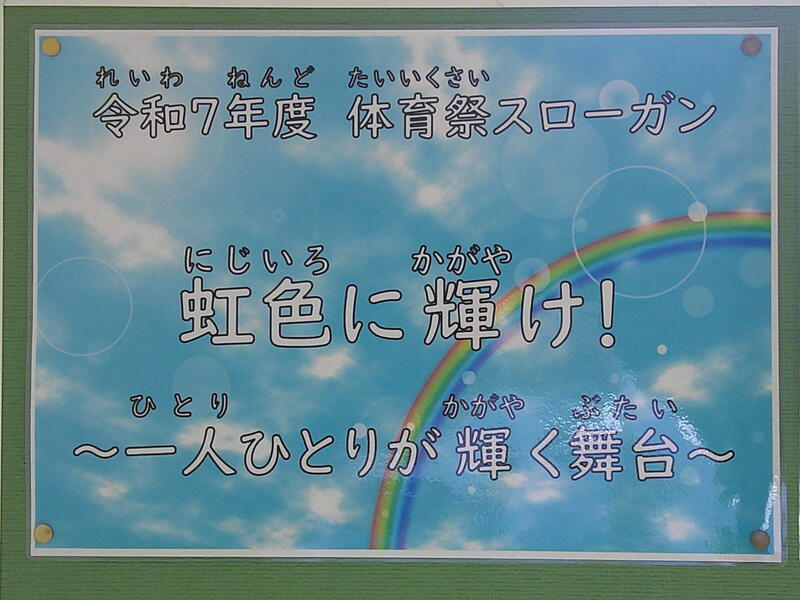 れいわ ねんど たいいくさい
令和7年度 体育祭スローガン
にじいろ かがや
虹色に輝け!
ひとり かがや ぶたい
～一人ひとりが輝く舞台～